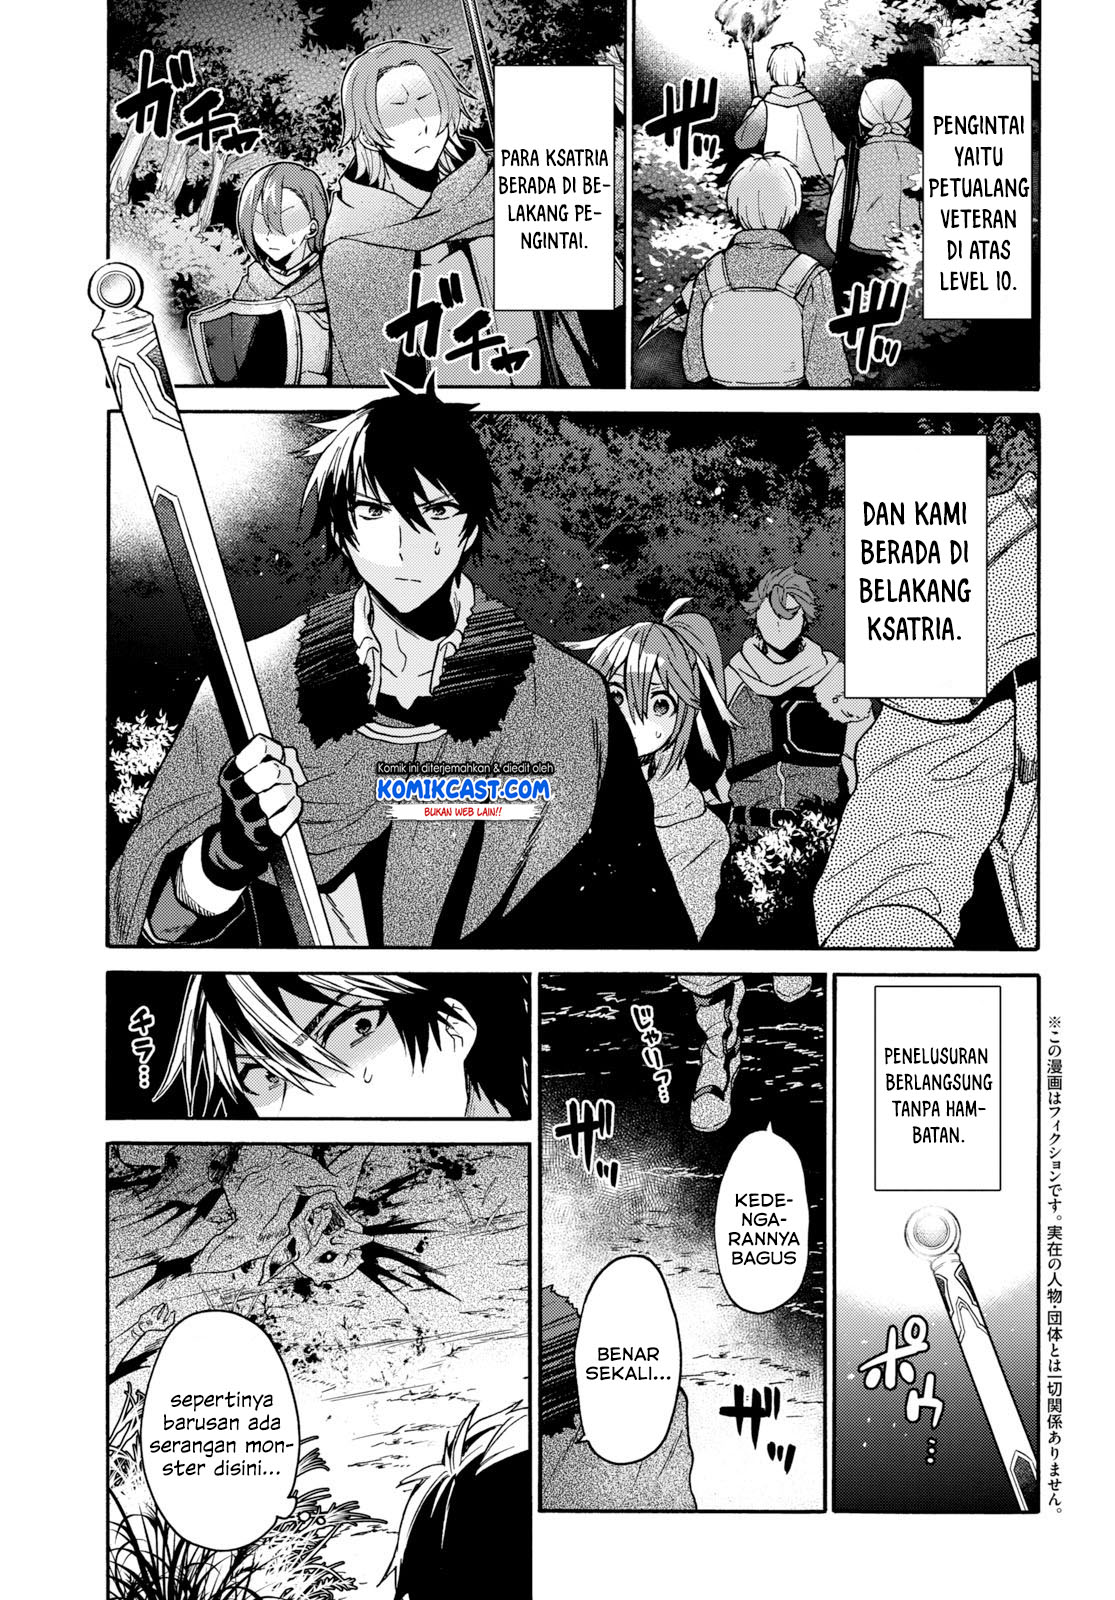 PENGINTAI
YAITU
PETUALANG
VETERAN
DI ATAS
LEVEL 10.
ザッ
ザッ
PARA KSATRIA
BERADA DI BE-
LAKANG PE-
NGINTAI.
ガチャ
ガチャ
DAN KAMI
BERADA DI
BELAKANG
KSATRIA.
Komik ini diterjemahkan & diedit oleh
KOMIKCAST.COM
BUKAN WEB LAIN!!
PENELUSURAN
BERLANGSUNG
TANPA HAM-
BATAN.
ポウ…
じゃりっ…
ザッ
KEDE-
NGA-
RANNYA
BAGUS
BENAR
SEKALI...
ザッ
チラ…
sepertinya
barusan ada
serangan mon-
ster disini...
※この漫画はフィクションです。実在の人物・団体とは一切関係ありません。